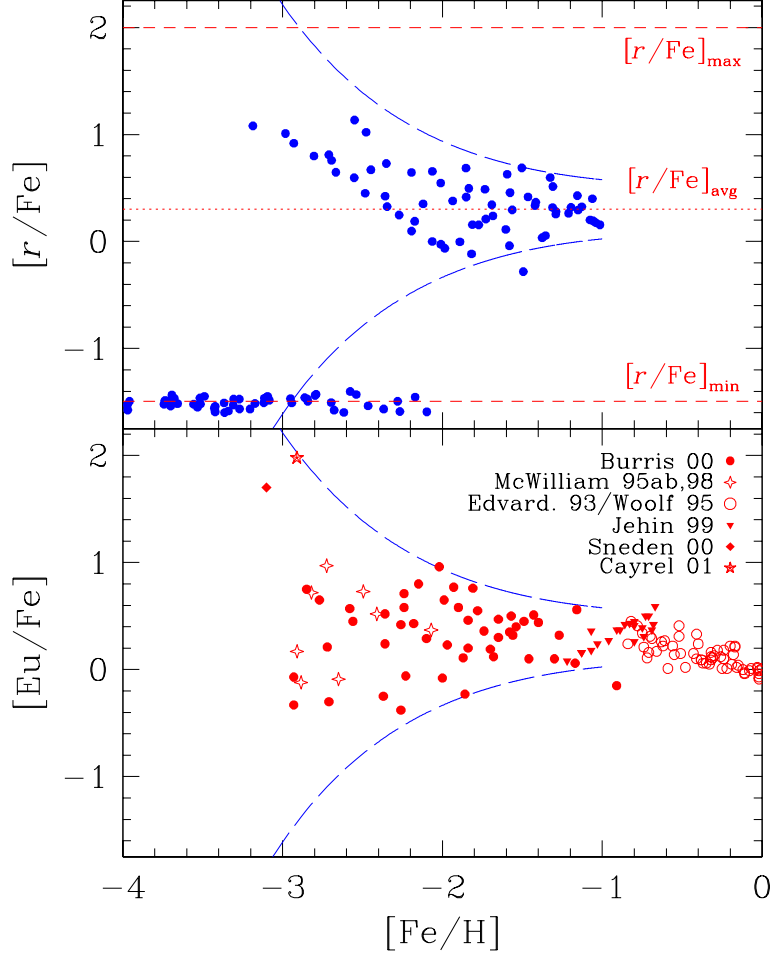 2
[r/Fe]max
1
[r/Fe]avg
[r/Fe]
0
−1
[r/Fe]min
2
Burris 00
McWilliam 95ab,98
Edvard. 93/Woolf 95
Jehin 99
Sneden 00
Cayrel 01
1
[Eu/Fe]
0
−1
−4 −3 −2 −1 0
[Fe/H]